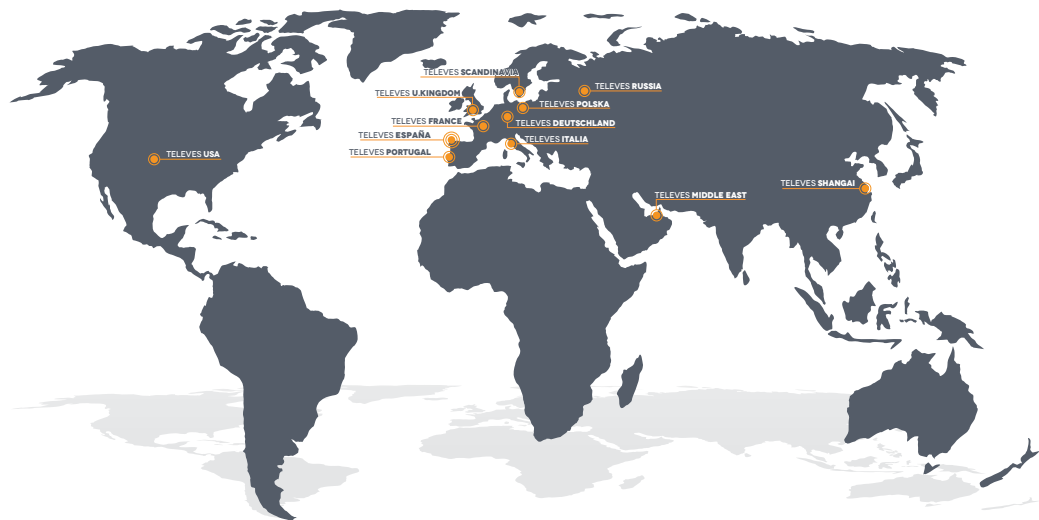 TELEVES SCANDINAVIA
TELEVES RUSSIA
TELEVES U.KINGDOM
TELEVES POLSKA
TELEVES FRANCE
TELEVES DEUTSCHLAND
TELEVES ESPAÑA
TELEVES ITALIA
TELEVES PORTUGAL
TELEVES USA
TELEVES SHANGAI
TELEVES MIDDLE EAST